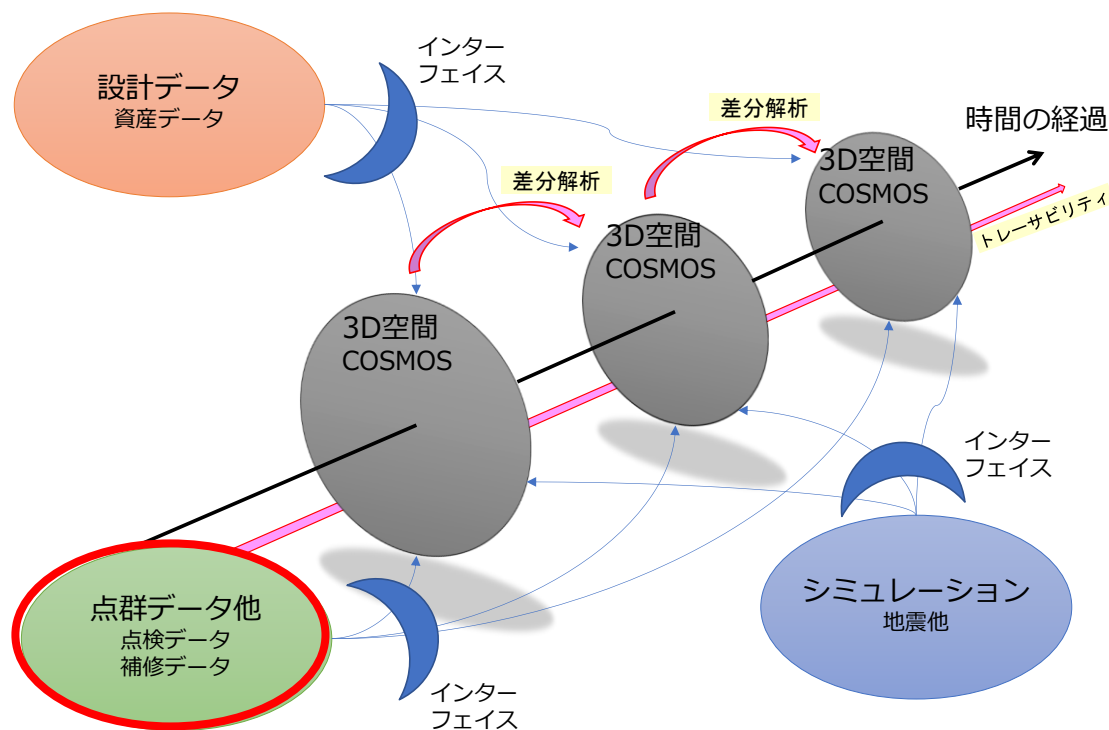 設計データ
資産データ
インター
フェイス
差分解析
差分解析
時間の経過
トレーサビリティ
3D空間
COSMOS
3D空間
COSMOS
3D空間
COSMOS
点群データ他
点検データ
補修データ
インター
フェイス
シミュレーション
地震他
インター
フェイス